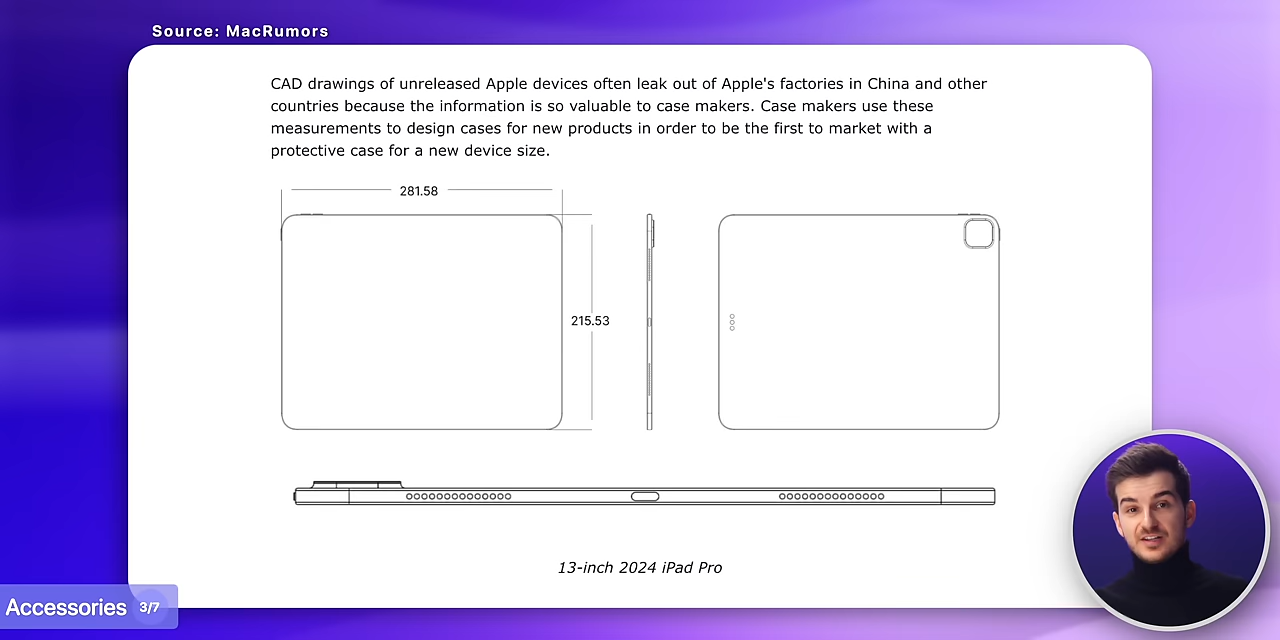 Source: MacRumors
CAD drawings of unreleased Apple devices often leak out of Apple's factories in China and other
countries because the information is so valuable to case makers. Case makers use these
measurements to design cases for new products in order to be the first to market with a
protective case for a new device size.
281.58
215.53
13-inch 2024 iPad Pro
Accessories 3/7